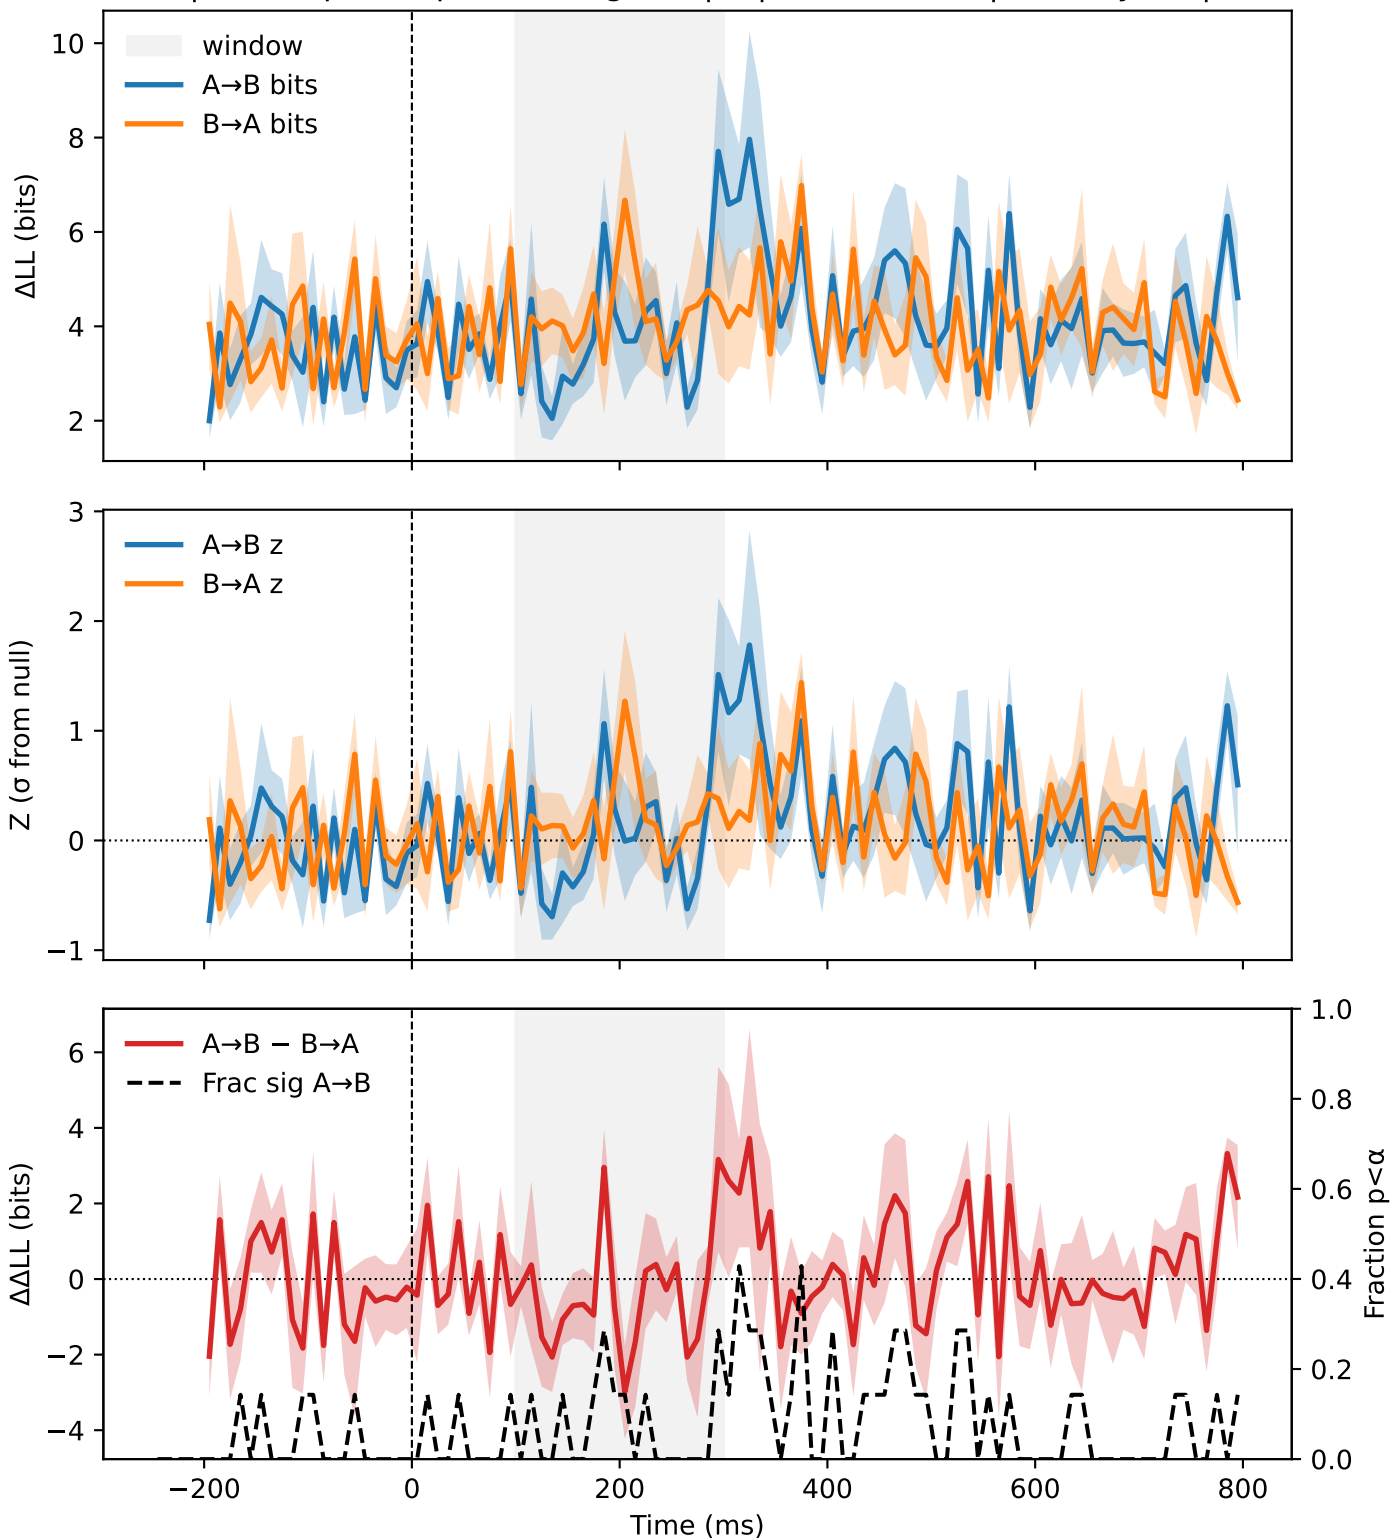 10
8
6
4
2
ΔLL (bits)
window
A→B bits
B→A bits
3
2
1
0
−1
Z (σ from null)
A→B z
B→A z
6
4
2
0
−2
−4
ΔΔLL (bits)
A→B − B→A
Frac sig A→B
1.0
0.8
0.6
0.4
0.2
0.0
Fraction p<α
−200 0 200 400 600 800
Time (ms)